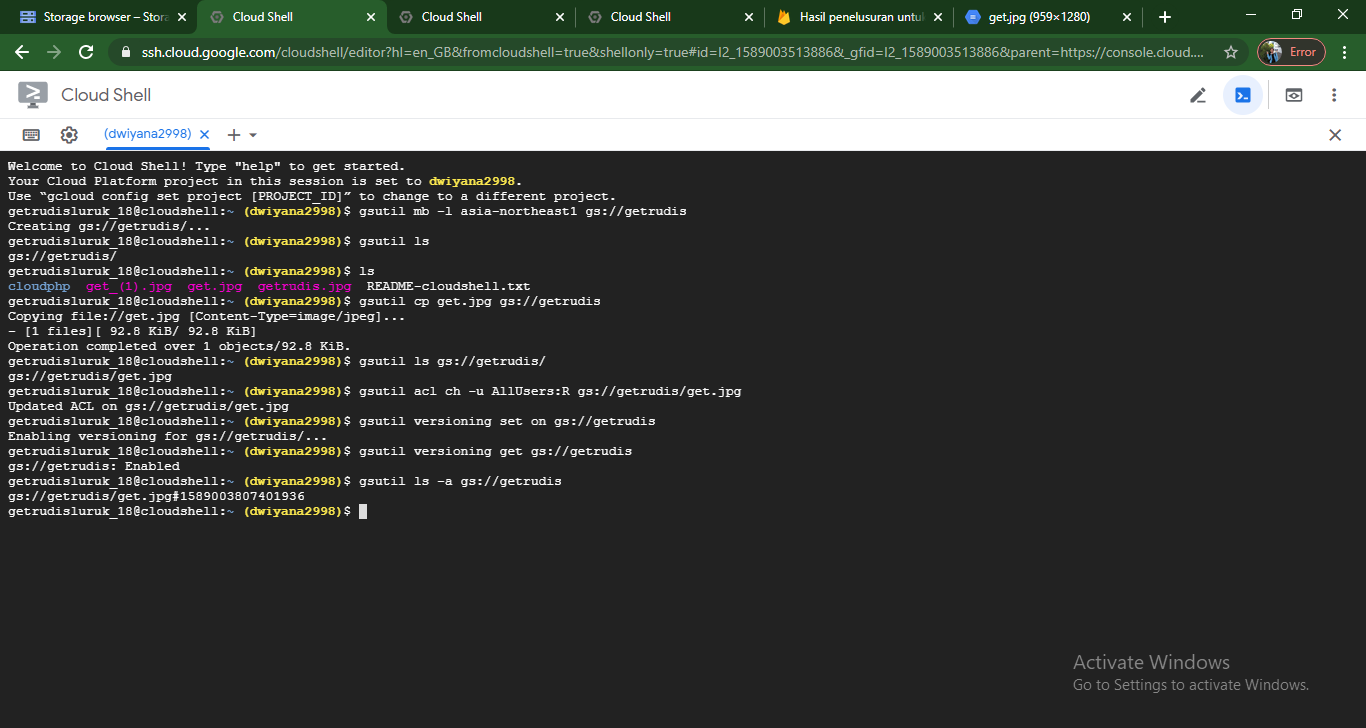 Storage browser – Stora
Cloud Shell
Cloud Shell
Cloud Shell
Hasil penelusuran untuk
get.jpg (959×1280)
ssh.cloud.google.com/cloudshell/editor?hl=en_GB&fromcloudshell=true&shellonly=true#id=I2_1589003513886&_gfid=I2_1589003513886&parent=https://console.cloud....
Error
Cloud Shell
(dwiyana2998)
Welcome to Cloud Shell! Type "help" to get started.
Your Cloud Platform project in this session is set to dwiyana2998.
Use “gcloud config set project [PROJECT_ID]” to change to a different project.
getrudisluruk_18@cloudshell:~ (dwiyana2998)$ gsutil mb -l asia-northeast1 gs://getrudis
Creating gs://getrudis/...
getrudisluruk_18@cloudshell:~ (dwiyana2998)$ gsutil ls
gs://getrudis/
getrudisluruk_18@cloudshell:~ (dwiyana2998)$ ls
cloudphp get_(1).jpg get.jpg getrudis.jpg README-cloudshell.txt
getrudisluruk_18@cloudshell:~ (dwiyana2998)$ gsutil cp get.jpg gs://getrudis
Copying file://get.jpg [Content-Type=image/jpeg]...
- [1 files][ 92.8 KiB/ 92.8 KiB]
Operation completed over 1 objects/92.8 KiB.
getrudisluruk_18@cloudshell:~ (dwiyana2998)$ gsutil ls gs://getrudis/
gs://getrudis/get.jpg
getrudisluruk_18@cloudshell:~ (dwiyana2998)$ gsutil acl ch -u AllUsers:R gs://getrudis/get.jpg
Updated ACL on gs://getrudis/get.jpg
getrudisluruk_18@cloudshell:~ (dwiyana2998)$ gsutil versioning set on gs://getrudis
Enabling versioning for gs://getrudis/...
getrudisluruk_18@cloudshell:~ (dwiyana2998)$ gsutil versioning get gs://getrudis
gs://getrudis: Enabled
getrudisluruk_18@cloudshell:~ (dwiyana2998)$ gsutil ls -a gs://getrudis
gs://getrudis/get.jpg#1589003807401936
getrudisluruk_18@cloudshell:~ (dwiyana2998)$
Activate Windows
Go to Settings to activate Windows.